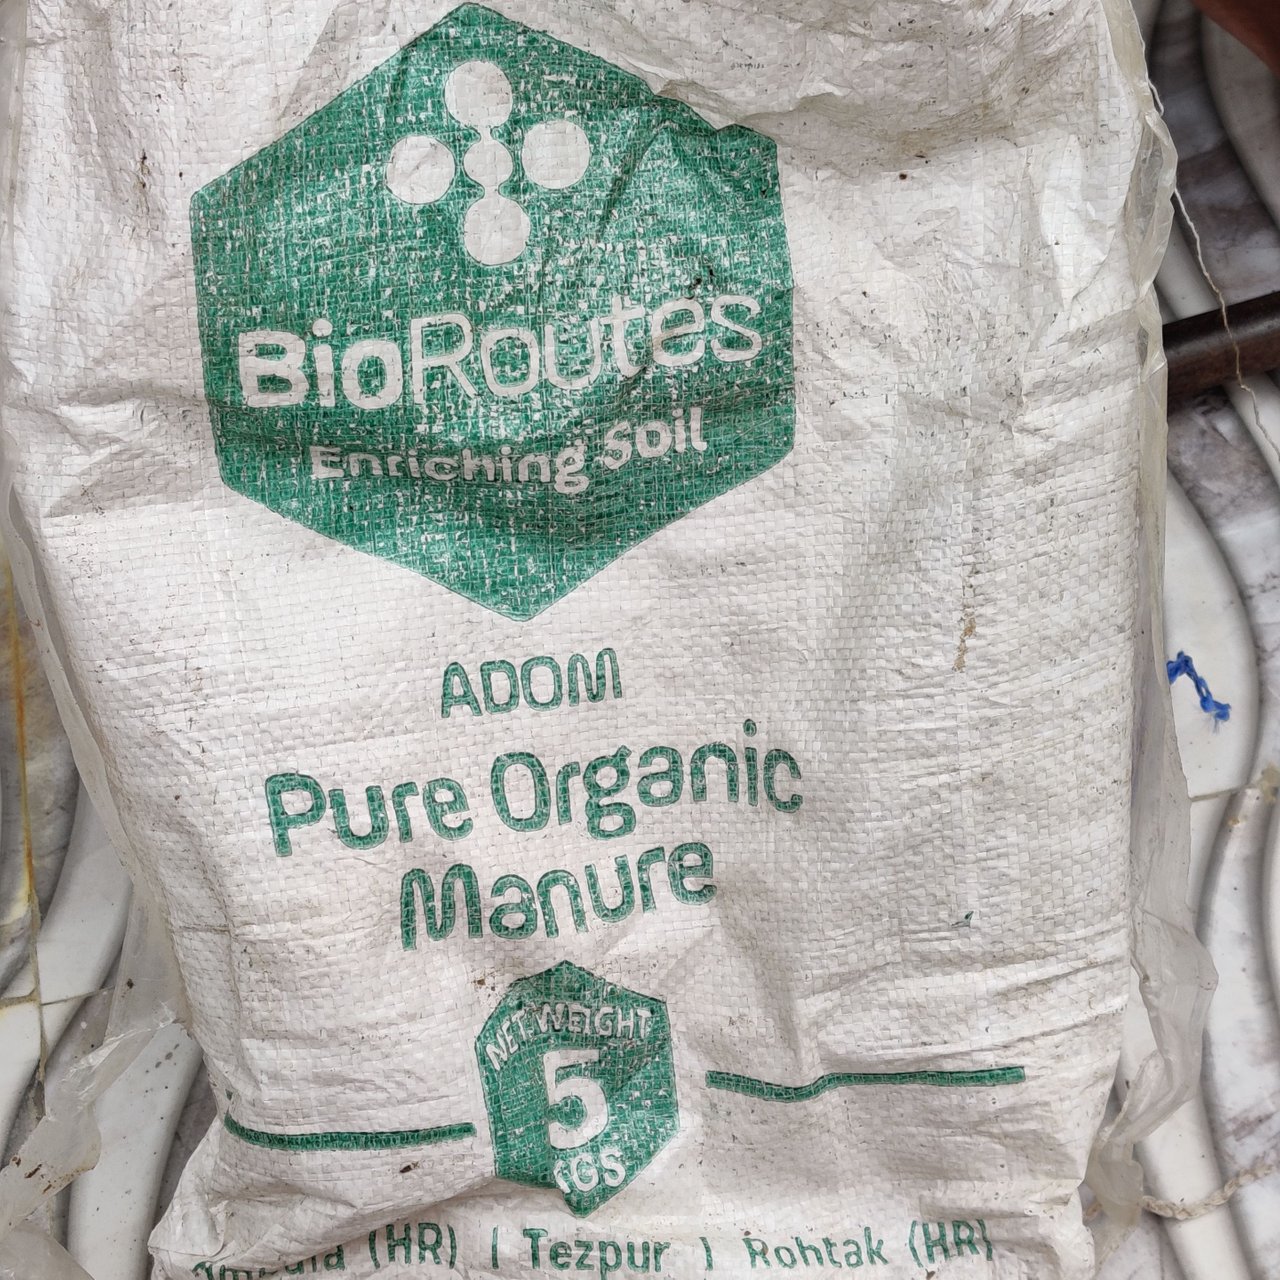 BioRoutes
Enriching Soil
ADOM
Pure Organic
Manure
NET WEIGHT
5
KGS
(HR) | Tezpur | Rohtak (HR)